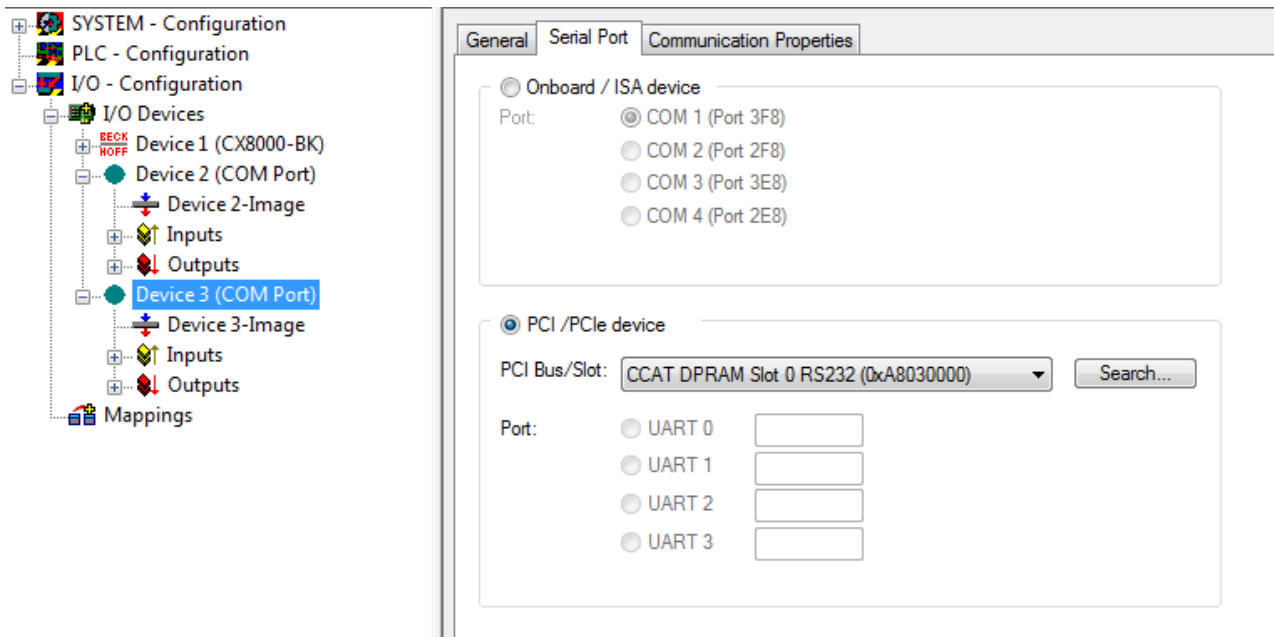 SYSTEM - Configuration
PLC - Configuration
I/O - Configuration
I/O Devices
BECK
HOFF
Device 1 (CX8000-BK)
Device 2 (COM Port)
Device 2-Image
Inputs
Outputs
Device 3 (COM Port)
Device 3-Image
Inputs
Outputs
Mappings
General Serial Port Communication Properties
Onboard / ISA device
Port: COM 1 (Port 3F8)
COM 2 (Port 2F8)
COM 3 (Port 3E8)
COM 4 (Port 2E8)
PCI /PCIe device
PCI Bus/Slot: CCAT DPRAM Slot 0 RS232 (0xA8030000) Search...
Port: UART 0
UART 1
UART 2
UART 3